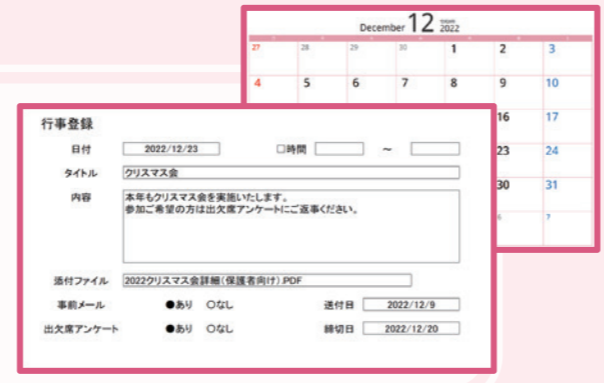 December 12 2022
27 28 29 30 1 2 3
4 5 6 7 8 9 10
16 17
23 24
30 31
6 7
行事登録
日付 2022/12/23 □時間 ~
タイトル クリスマス会
内容 本年もクリスマス会を実施いたします。
参加ご希望の方は出欠席アンケートにご返事ください。
添付ファイル 2022クリスマス会詳細(保護者向け).PDF
事前メール ●あり ○なし 送付日 2022/12/9
出欠席アンケート ●あり ○なし 締切日 2022/12/20